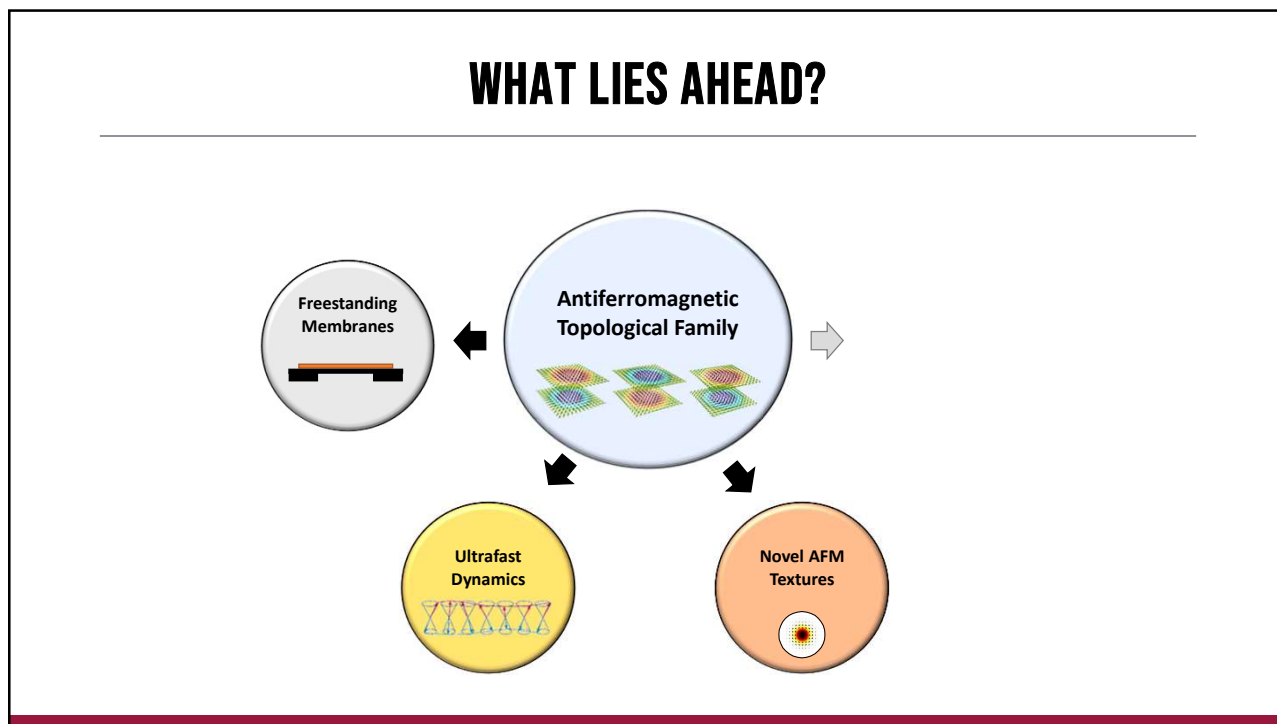 WHAT LIES AHEAD?
Antiferromagnetic
Topological Family
Freestanding
Membranes
Ultrafast
Dynamics
Novel AFM
Textures